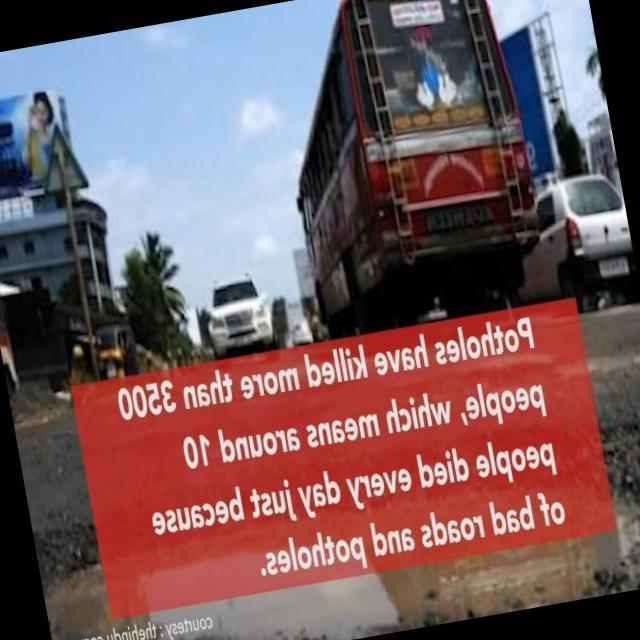 Potholes have killed more than 3500
people, which means around 10
people died every day just because
of bad roads and potholes.
courtesy : thehindu.com